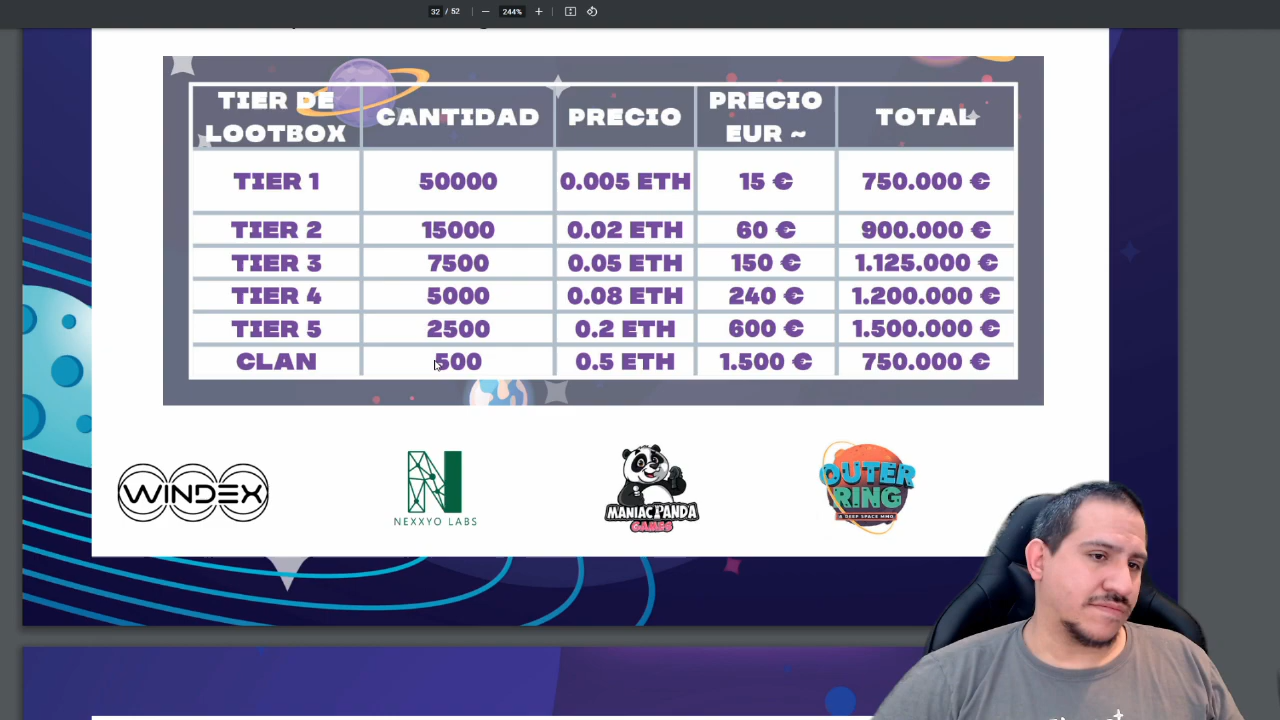 32 / 52 244%
TIER DE LOOTBOX CANTIDAD PRECIO PRECIO EUR ~ TOTAL
TIER 1 50000 0.005 ETH 15 € 750.000 €
TIER 2 15000 0.02 ETH 60 € 900.000 €
TIER 3 7500 0.05 ETH 150 € 1.125.000 €
TIER 4 5000 0.08 ETH 240 € 1.200.000 €
TIER 5 2500 0.2 ETH 600 € 1.500.000 €
CLAN 500 0.5 ETH 1.500 € 750.000 €
WINDEX
NEXXYO LABS
MANIAC PANDA
GAMES
OUTER
RING
A DEEP SPACE MMO